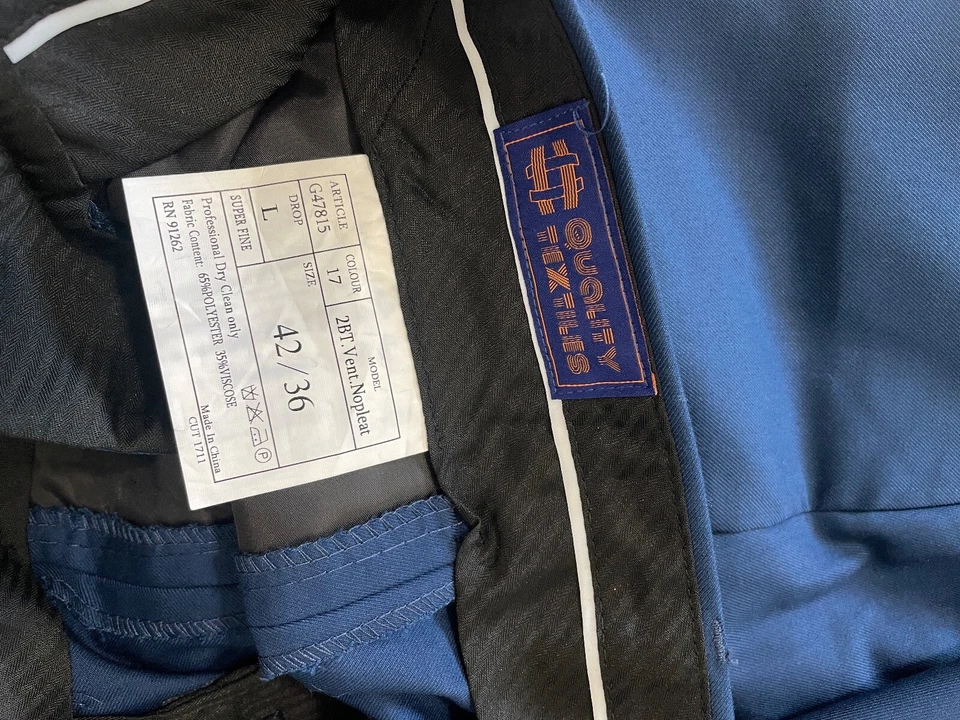 ARTICLE
G47815
COLOUR
17
MODEL
2BT.Vent.Nopleat
DROP
L
SIZE
42/36
SUPER FINE
Professional Dry Clean only
Fabric Content: 65%POLYESTER 35%VISCOSE
RN 91262
Made In China
CUT 1711
P
QUALITY
TEXTILES